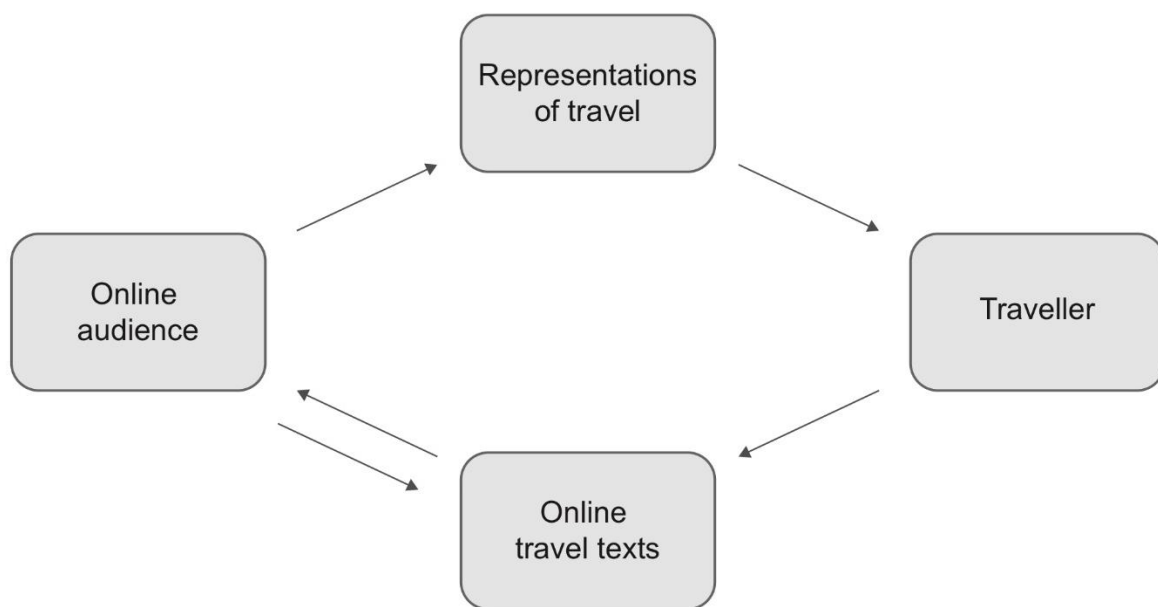 Representations
of travel
Online
audience
Traveller
Online
travel texts